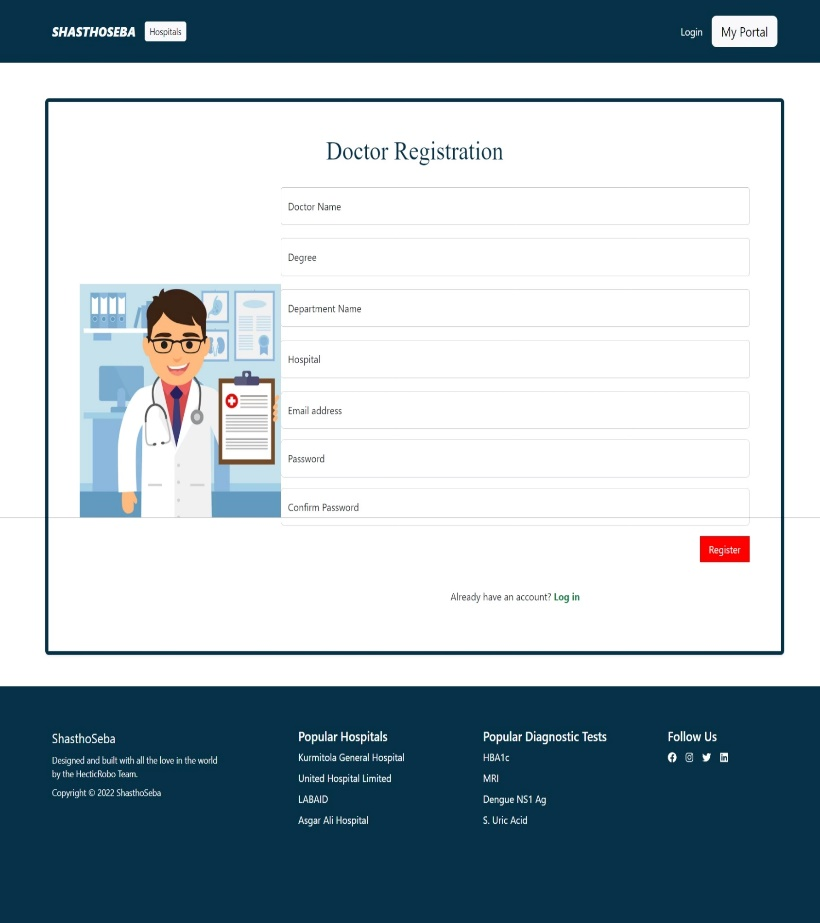 SHASTHOSEBA
Hospitals
Login
My Portal
Doctor Registration
Doctor Name
Degree
Department Name
Hospital
Email address
Password
Confirm Password
Register
Already have an account? Log in
ShasthoSeba
Designed and built with all the love in the world
by the HecticRobo Team.
Copyright © 2022 ShasthoSeba
Popular Hospitals
Kurmitola General Hospital
United Hospital Limited
LABAID
Asgar Ali Hospital
Popular Diagnostic Tests
HBA1c
MRI
Dengue NS1 Ag
S. Uric Acid
Follow Us